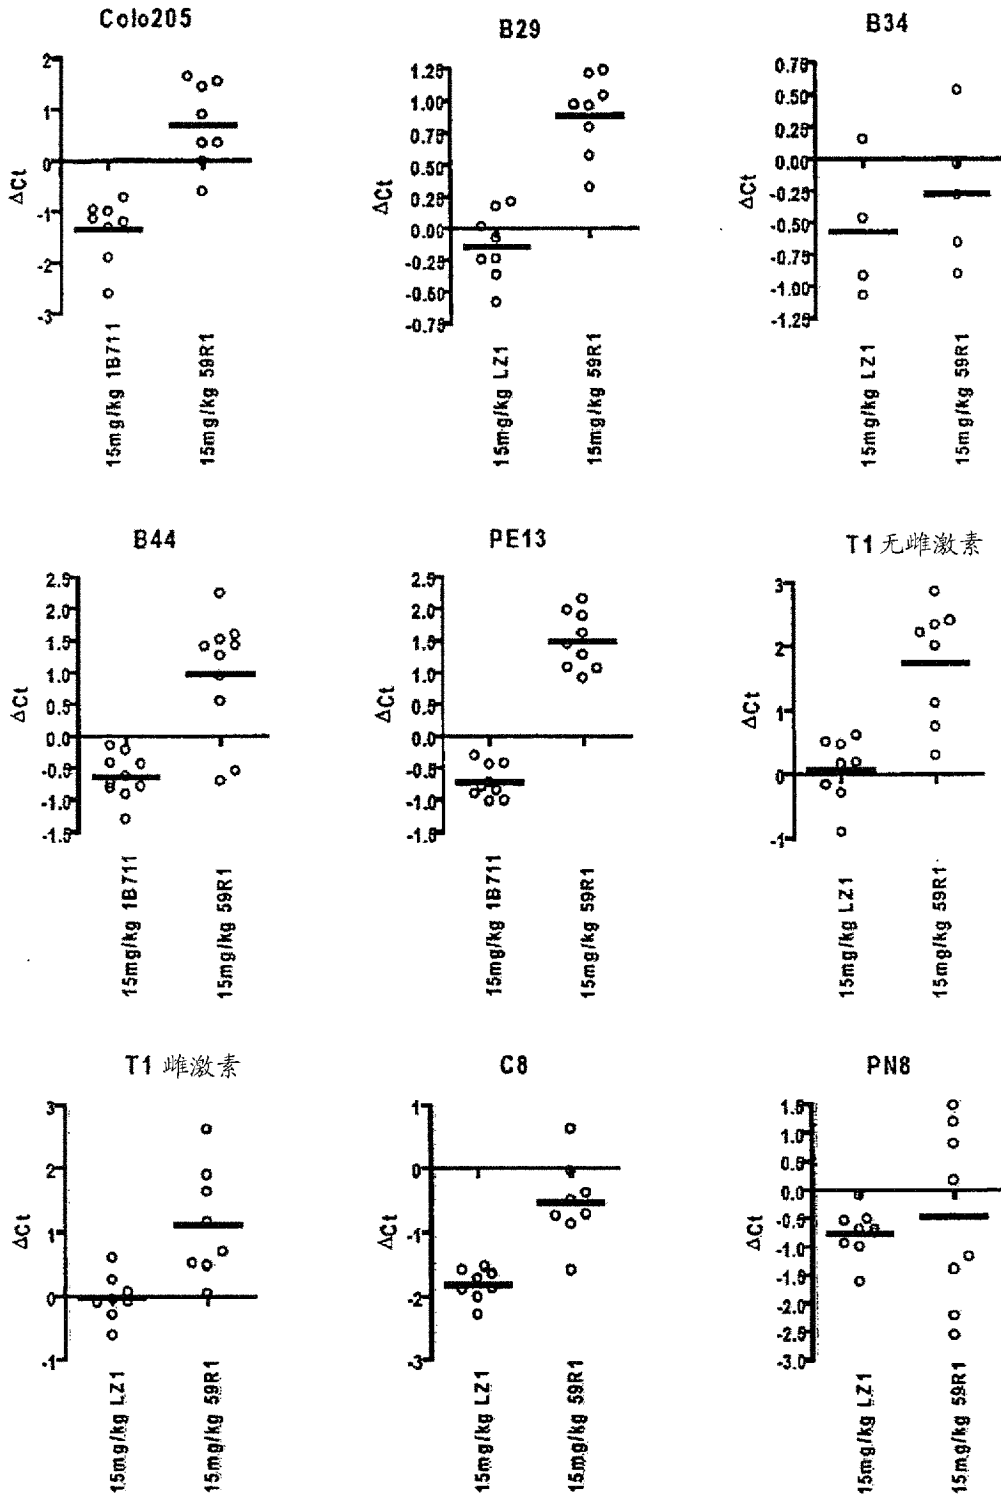 Colo205
2
1
0
-1
-2
-3
ΔCt
15mg/kg 1B711
15mg/kg 59R1
B29
1.25
1.00
0.75
0.50
0.25
0.00
-0.25
-0.50
-0.75
ΔCt
15mg/kg LZ1
15mg/kg 59R1
B34
0.75
0.50
0.25
0.00
-0.25
-0.50
-0.75
-1.00
-1.25
ΔCt
15mg/kg LZ1
15mg/kg 59R1
B44
2.5
2.0
1.5
1.0
0.5
0.0
-0.5
-1.0
-1.5
ΔCt
15mg/kg 1B711
15mg/kg 59R1
PE13
2.5
2.0
1.5
1.0
0.5
0.0
-0.5
-1.0
-1.5
ΔCt
15mg/kg 1B711
15mg/kg 59R1
T1 无雌激素
3
2
1
0
-1
ΔCt
15mg/kg LZ1
15mg/kg 59R1
T1 雌激素
3
2
1
0
-1
ΔCt
15mg/kg LZ1
15mg/kg 59R1
C8
1
0
-1
-2
-3
ΔCt
15mg/kg LZ1
15mg/kg 59R1
PN8
1.5
1.0
0.5
0.0
-0.5
-1.0
-1.5
-2.0
-2.5
-3.0
ΔCt
15mg/kg LZ1
15mg/kg 59R1